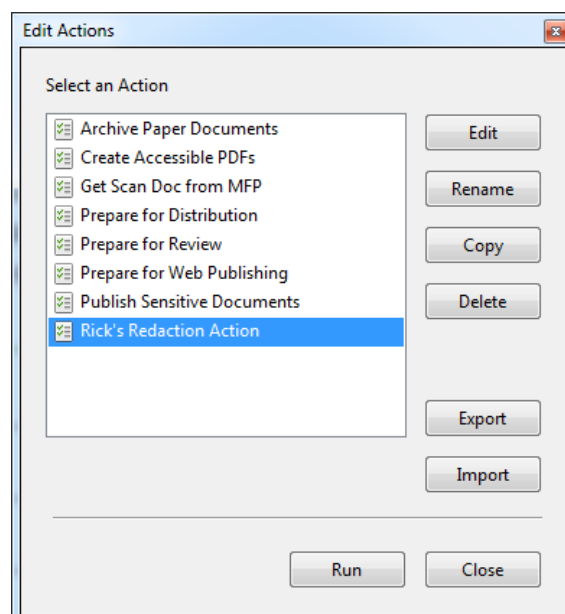 Edit Actions
Select an Action
Archive Paper Documents
Create Accessible PDFs
Get Scan Doc from MFP
Prepare for Distribution
Prepare for Review
Prepare for Web Publishing
Publish Sensitive Documents
Rick's Redaction Action
Edit
Rename
Copy
Delete
Export
Import
Run
Close